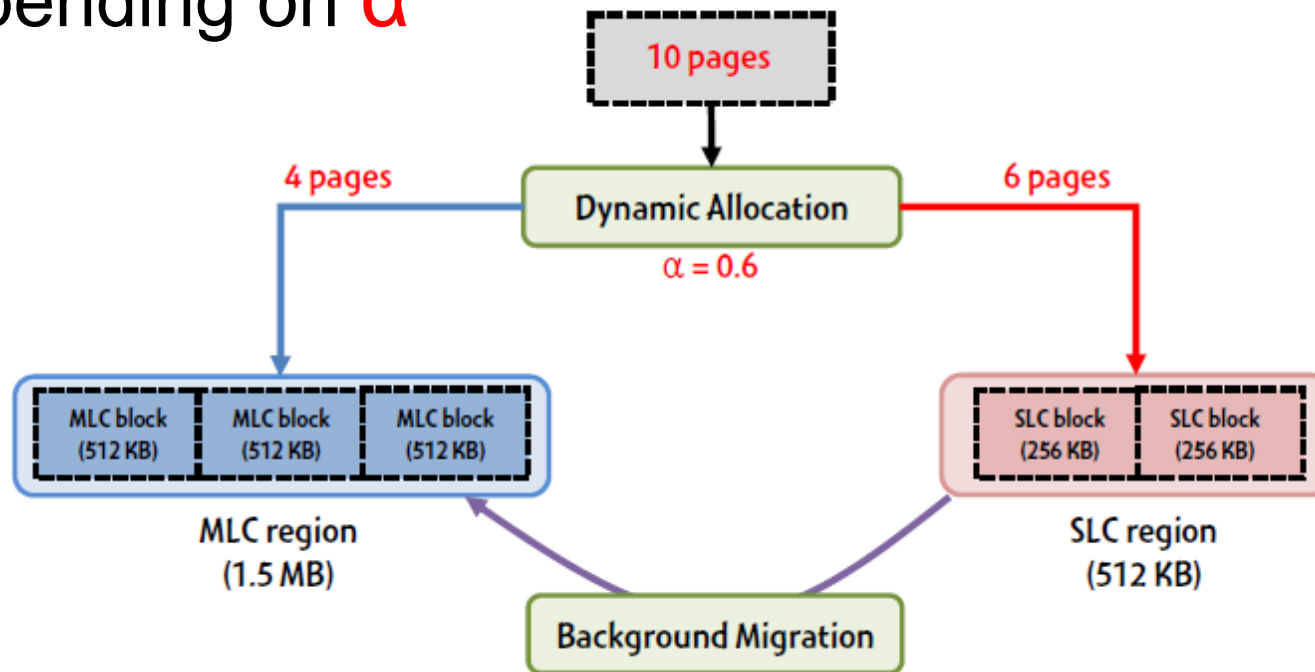 pending on α
10 pages
4 pages
6 pages
Dynamic Allocation
α = 0.6
MLC block
(512 KB)
MLC block
(512 KB)
MLC block
(512 KB)
SLC block
(256 KB)
SLC block
(256 KB)
MLC region
(1.5 MB)
SLC region
(512 KB)
Background Migration